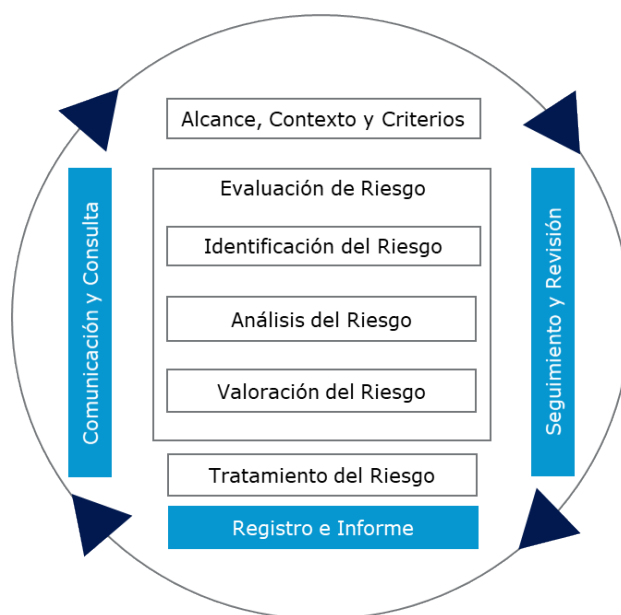 Alcance, Contexto y Criterios
Comunicación y Consulta
Evaluación de Riesgo
Identificación del Riesgo
Análisis del Riesgo
Valoración del Riesgo
Seguimiento y Revisión
Tratamiento del Riesgo
Registro e Informe